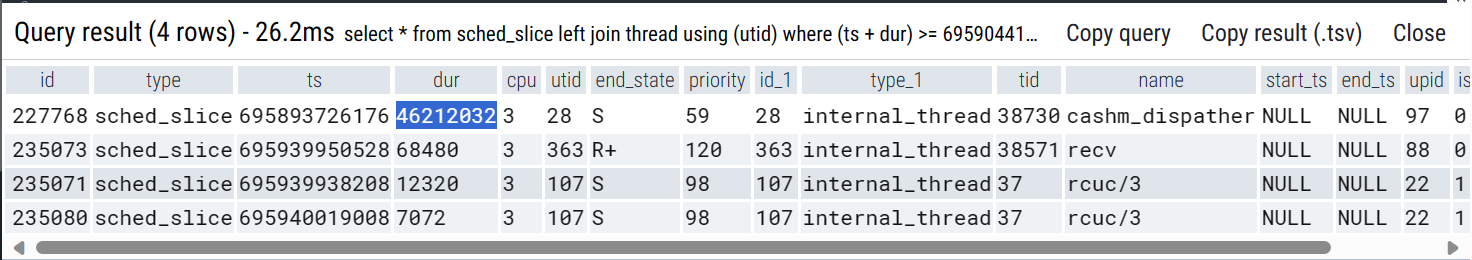 Query result (4 rows) - 26.2ms select * from sched_slice left join thread using (utid) where (ts + dur) >= 69590441... Copy query Copy result (.tsv) Close
id type ts dur cpu utid end_state priority id_1 type_1 tid name start_ts end_ts upid is
227768 sched_slice 695893726176 46212032 3 28 S 59 28 internal_thread 38730 cashm_dispather NULL NULL 97 0
235073 sched_slice 695939950528 68480 3 363 R+ 120 363 internal_thread 38571 recv NULL NULL 88 0
235071 sched_slice 695939938208 12320 3 107 S 98 107 internal_thread 37 rcuc/3 NULL NULL 22 1
235080 sched_slice 695940019008 7072 3 107 S 98 107 internal_thread 37 rcuc/3 NULL NULL 22 1